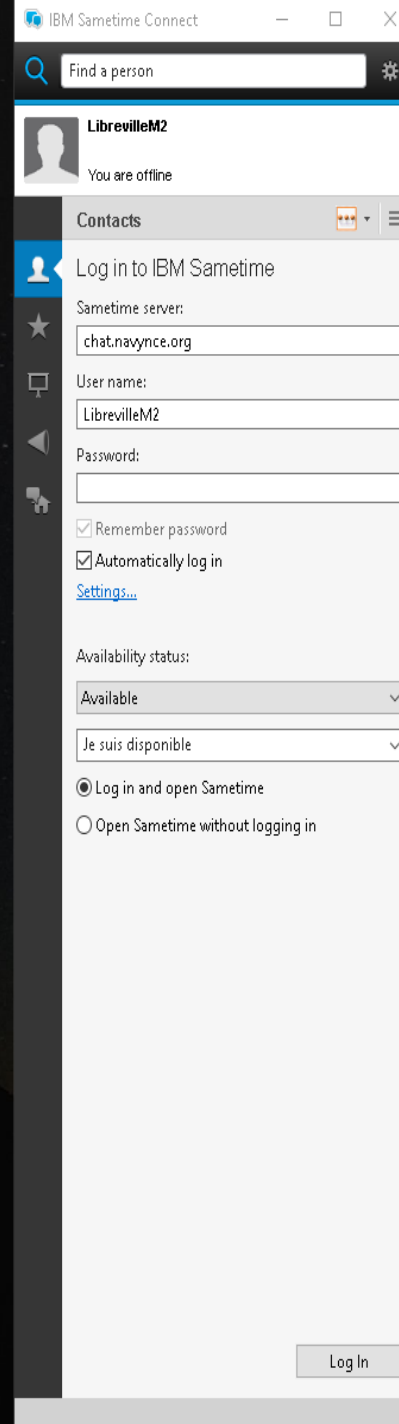 IBM Sametime Connect
Find a person
LibrevilleM2
You are offline
Contacts
Log in to IBM Sametime
Sametime server:
chat.navynce.org
User name:
LibrevilleM2
Password:
Remember password
Automatically log in
Settings...
Availability status:
Available
Je suis disponible
Log in and open Sametime
Open Sametime without logging in
Log In